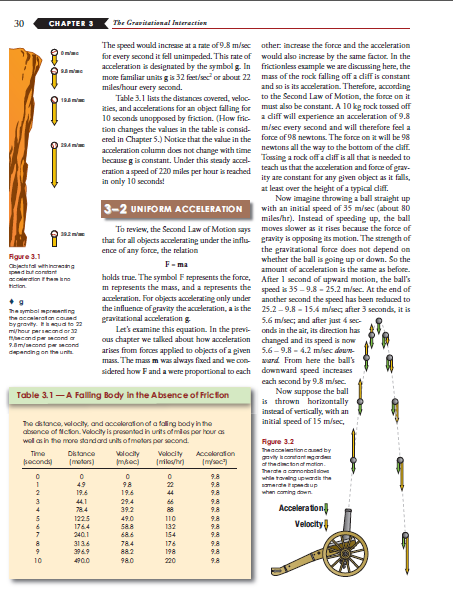 30 CHAPTER 3 The Gravitational Interaction
0 m/sec
9.8 m/sec
19.6 m/sec
29.4 m/sec
39.2 m/sec
Figure 3.1
Objects fall with increasing
speed but constant
acceleration if there is no
friction.
♦ g
The symbol representing
the acceleration caused
by gravity. It is equal to 22
mi/hour per second or 32
ft/second per second or
9.8 m/second per second
depending on the units.
The speed would increase at a rate of 9.8 m/sec
for every second it fell unimpeded. This rate of
acceleration is designated by the symbol g. In
more familiar units g is 32 feet/sec² or about 22
miles/hour every second.
Table 3.1 lists the distances covered, veloc-
ities, and accelerations for an object falling for
10 seconds unopposed by friction. (How fric-
tion changes the values in the table is consid-
ered in Chapter 5.) Notice that the value in the
acceleration column does not change with time
because g is constant. Under this steady accel-
eration a speed of 220 miles per hour is reached
in only 10 seconds!
3–2 UNIFORM ACCELERATION
To review, the Second Law of Motion says
that for all objects accelerating under the influ-
ence of any force, the relation
F = ma
holds true. The symbol F represents the force,
m represents the mass, and a represents the
acceleration. For objects accelerating only under
the influence of gravity the acceleration, a is the
gravitational acceleration g.
Let's examine this equation. In the previ-
ous chapter we talked about how acceleration
arises from forces applied to objects of a given
mass. The mass m was always fixed and we con-
sidered how F and a were proportional to each
other: increase the force and the acceleration
would also increase by the same factor. In the
frictionless example we are discussing here, the
mass of the rock falling off a cliff is constant
and so is its acceleration. Therefore, according
to the Second Law of Motion, the force on it
must also be constant. A 10 kg rock tossed off
a cliff will experience an acceleration of 9.8
m/sec every second and will therefore feel a
force of 98 newtons. The force on it will be 98
newtons all the way to the bottom of the cliff.
Tossing a rock off a cliff is all that is needed to
teach us that the acceleration and force of grav-
ity are constant for any given object as it falls,
at least over the height of a typical cliff.
Now imagine throwing a ball straight up
with an initial speed of 35 m/sec (about 80
miles/hr). Instead of speeding up, the ball
moves slower as it rises because the force of
gravity is opposing its motion. The strength of
the gravitational force does not depend on
whether the ball is going up or down. So the
amount of acceleration is the same as before.
After 1 second of upward motion, the ball's
speed is 35 – 9.8 = 25.2 m/sec. At the end of
another second the speed has been reduced to
25.2 – 9.8 = 15.4 m/sec; after 3 seconds, it is
5.6 m/sec; and after just 4 sec-
onds in the air, its direction has
changed and its speed is now
5.6 – 9.8 = 4.2 m/sec down-
ward. From here the ball's
downward speed increases
each second by 9.8 m/sec.
Now suppose the ball
is thrown horizontally
instead of vertically, with an
initial speed of 15 m/sec,
Figure 3.2
The acceleration caused by
gravity is constant regardless
of the direction of motion.
The rate a cannonball slows
while traveling upward is the
same rate it speeds up
when coming down.
Acceleration
Velocity
Table 3.1 — A Falling Body in the Absence of Friction
The distance, velocity, and acceleration of a falling body in the
absence of friction. Velocity is presented in units of miles per hour as
well as in the more standard units of meters per second.
Time Distance Velocity Velocity Acceleration
(seconds) (meters) (m/sec) (miles/hr) (m/sec²)
0 0 0 0 9.8
1 4.9 9.8 22 9.8
2 19.6 19.6 44 9.8
3 44.1 29.4 66 9.8
4 78.4 39.2 88 9.8
5 122.5 49.0 110 9.8
6 176.4 58.8 132 9.8
7 240.1 68.6 154 9.8
8 313.6 78.4 176 9.8
9 396.9 88.2 198 9.8
10 490.0 98.0 220 9.8